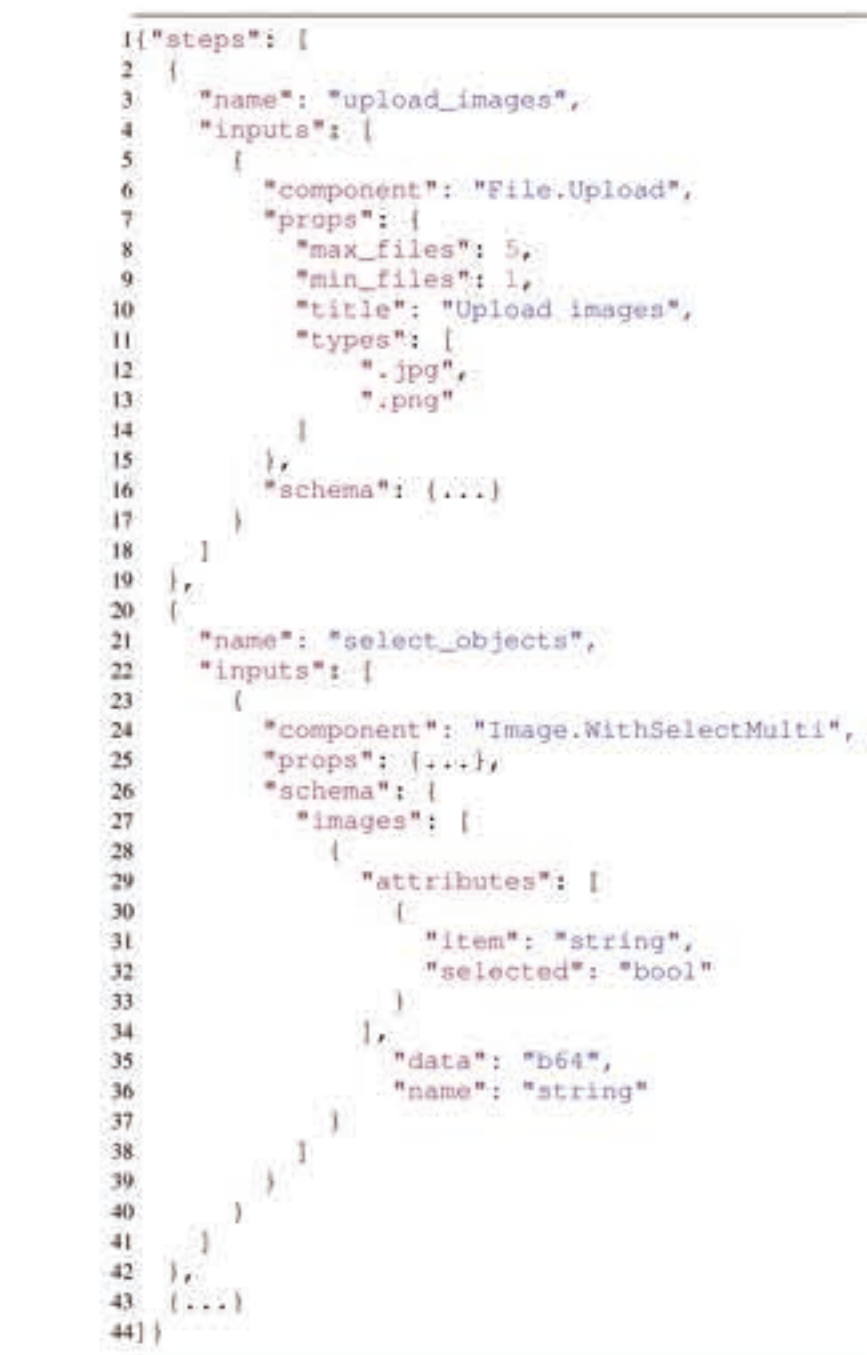 1{"steps": [
2 {
3 "name": "upload_images",
4 "inputs": [
5 {
6 "component": "File.Upload",
7 "props": {
8 "max_files": 5,
9 "min_files": 1,
10 "title": "Upload images",
11 "types": [
12 ".jpg",
13 ".png"
14 ]
15 },
16 "schema": {...}
17 }
18 ]
19 },
20 {
21 "name": "select_objects",
22 "inputs": [
23 {
24 "component": "Image.WithSelectMulti",
25 "props": {...},
26 "schema": {
27 "images": [
28 {
29 "attributes": [
30 {
31 "item": "string",
32 "selected": "bool"
33 }
34 ],
35 "data": "b64",
36 "name": "string"
37 }
38 ]
39 }
40 }
41 ]
42 },
43 {...}
44]}